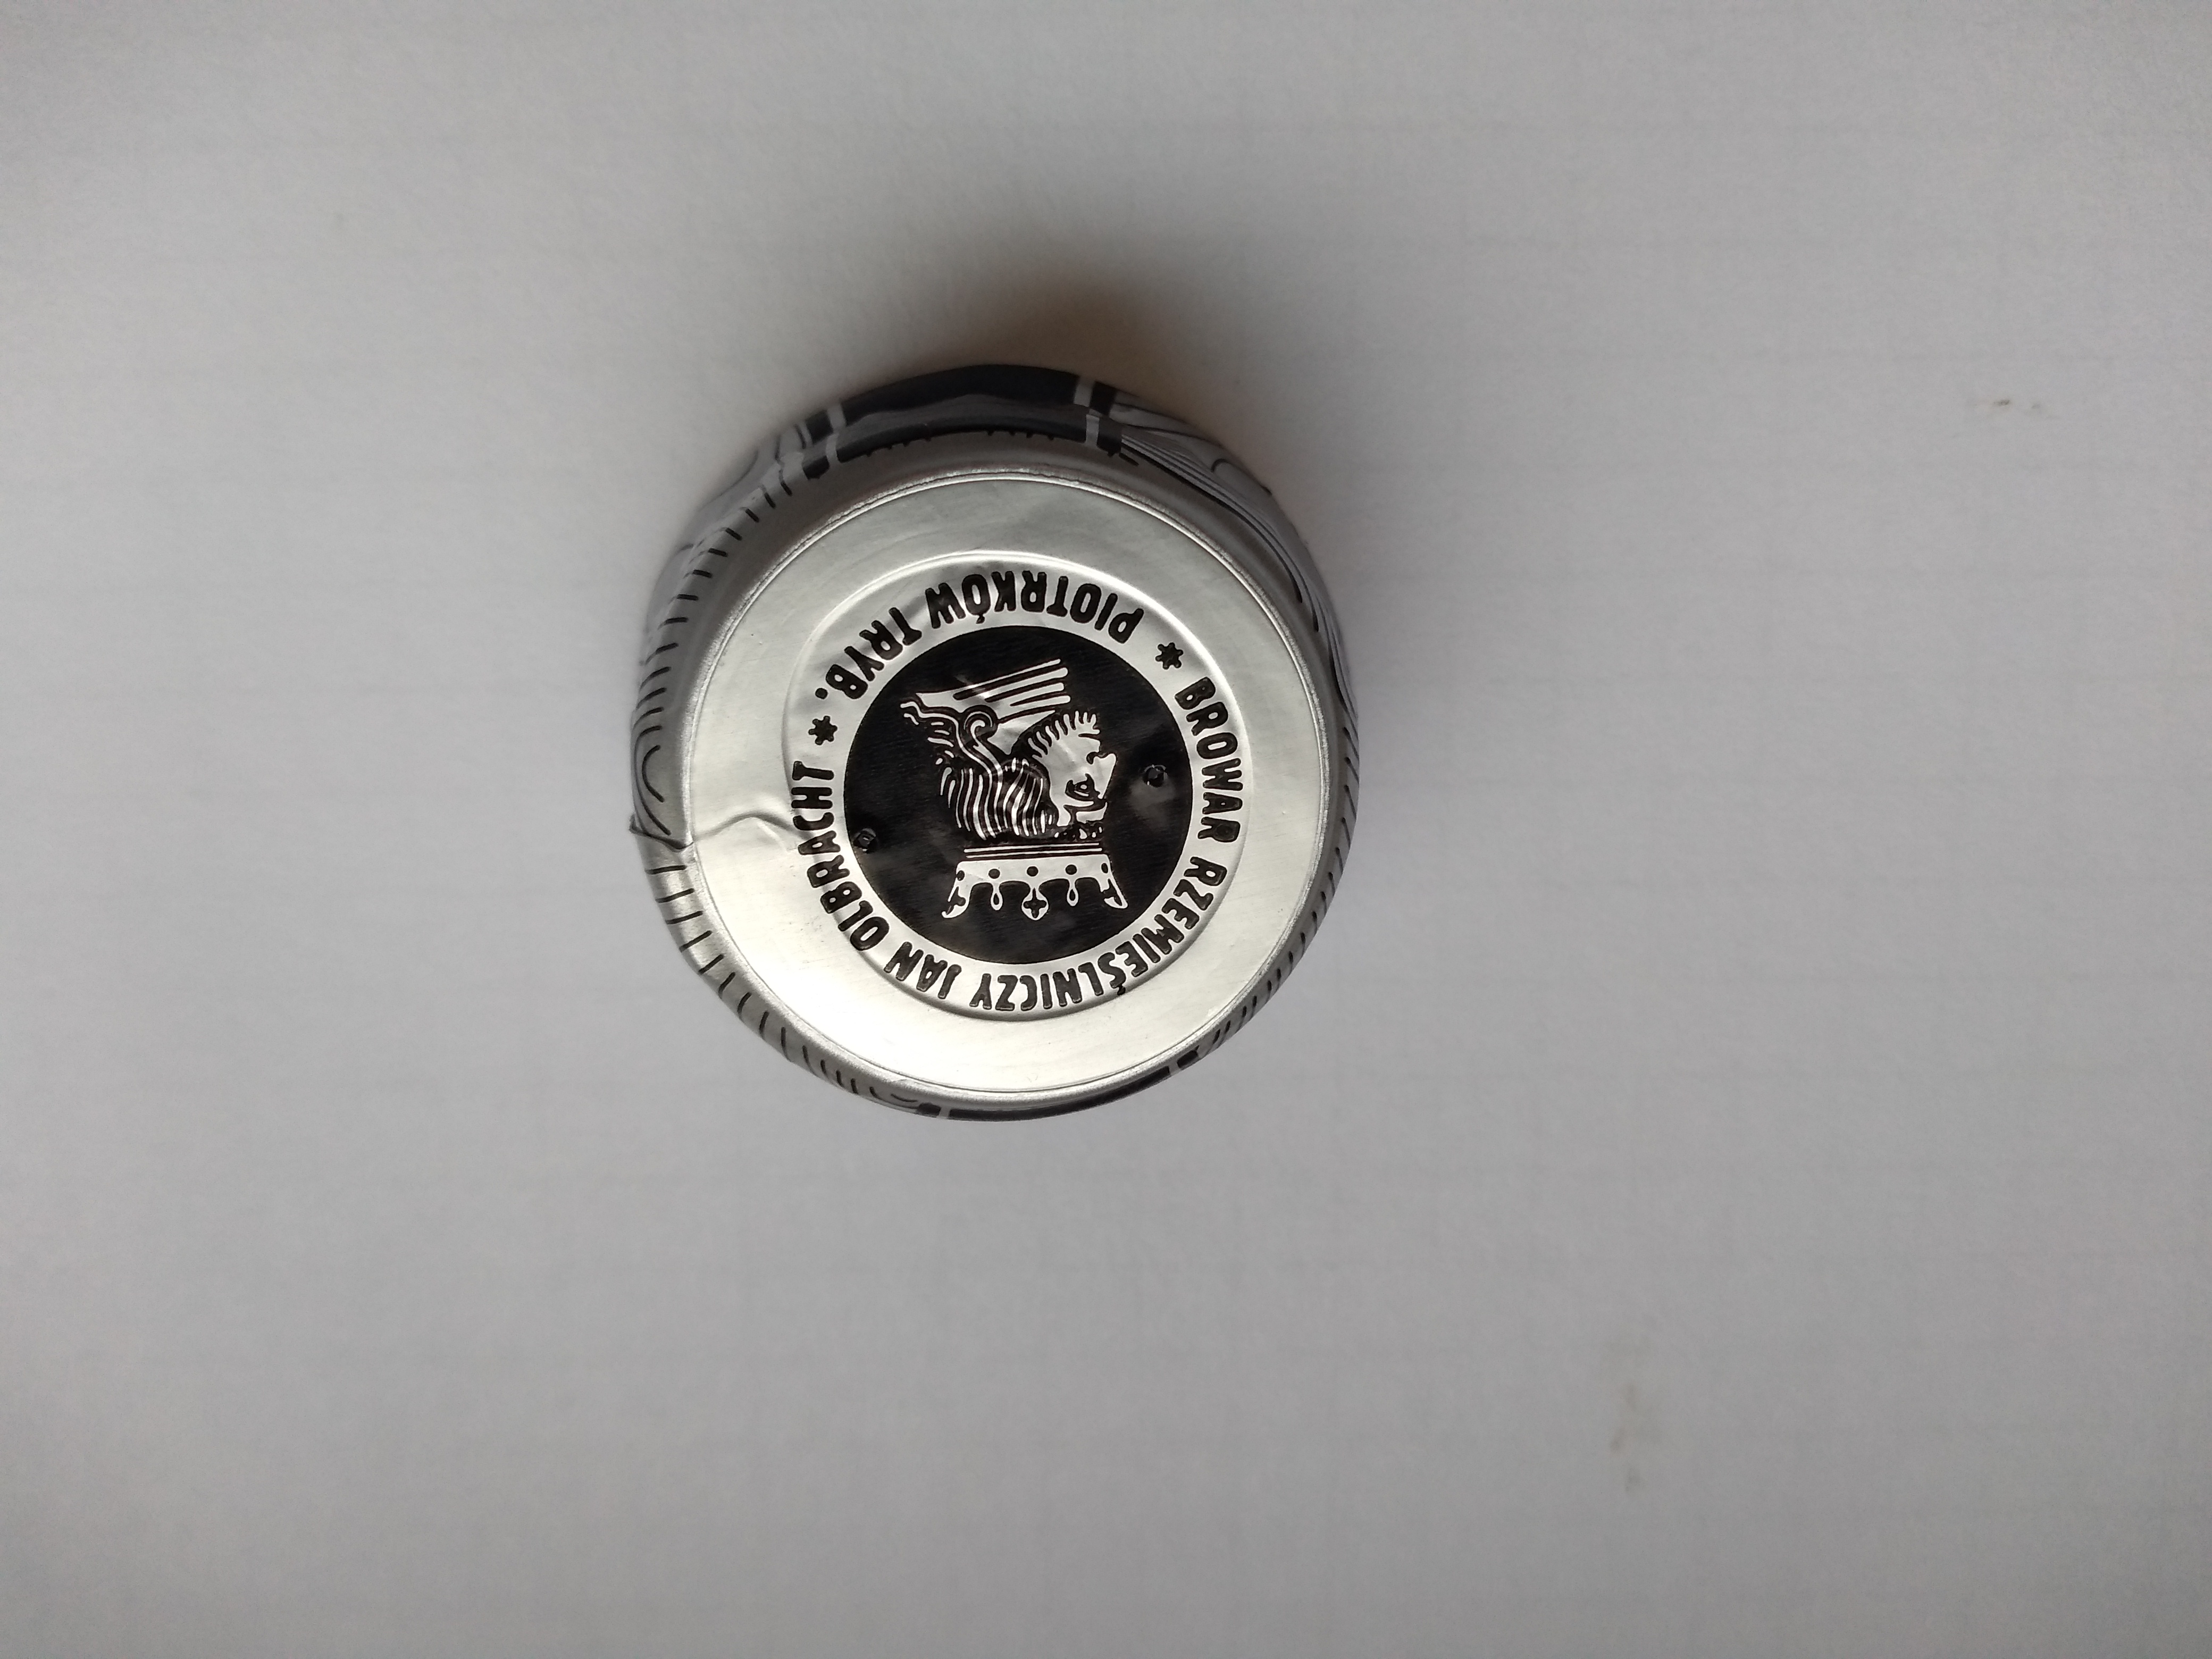 BROWAR RZEMIEŚLNICZY JAN OLBRACHT
* PIOTRKÓW TRYB. *